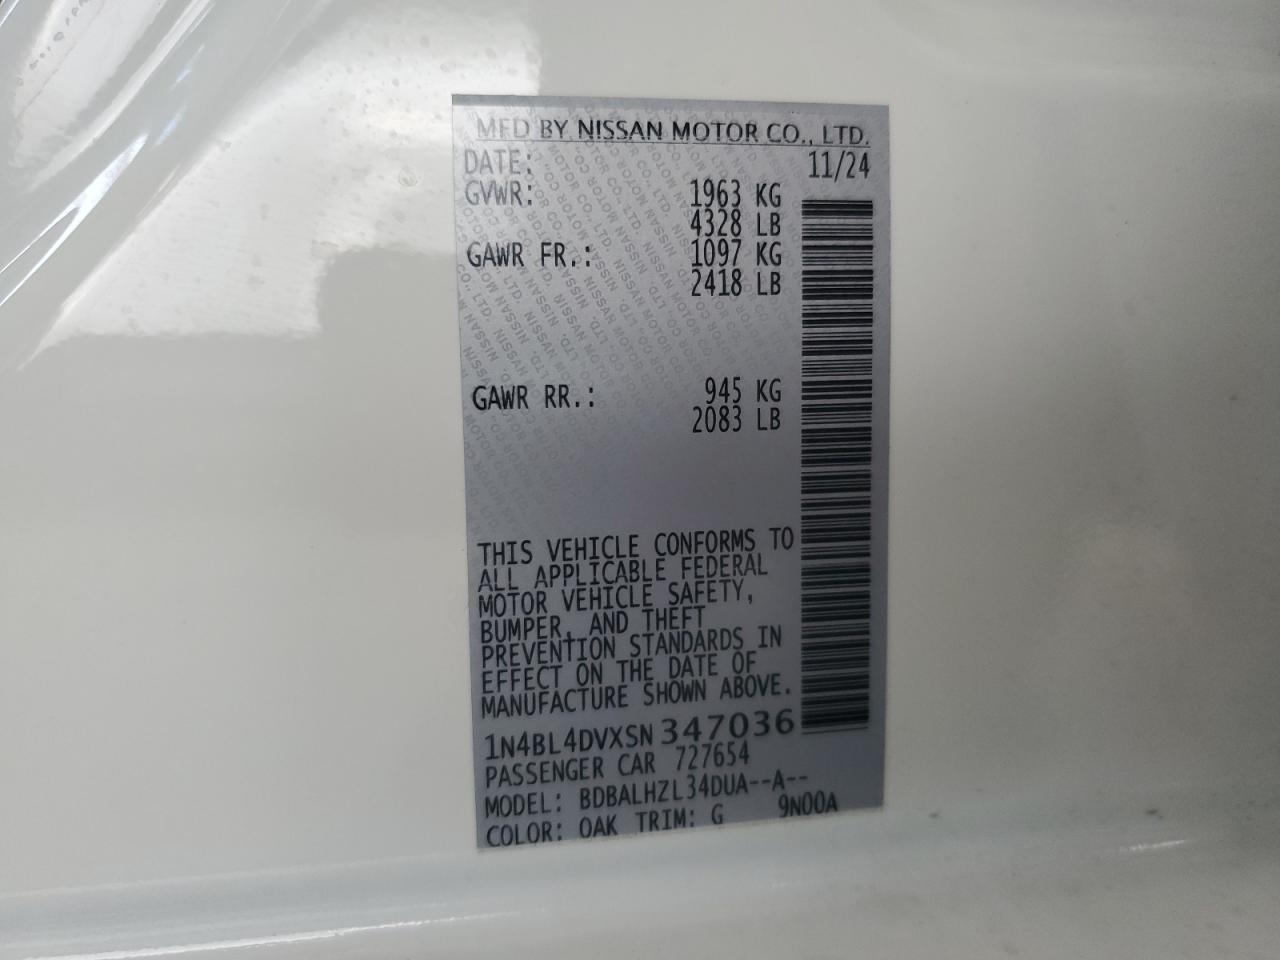 MFD BY NISSAN MOTOR CO., LTD.
DATE: 11/24
GVWR: 1963 KG
4328 LB
GAWR FR.: 1097 KG
2418 LB
GAWR RR.: 945 KG
2083 LB
THIS VEHICLE CONFORMS TO
ALL APPLICABLE FEDERAL
MOTOR VEHICLE SAFETY,
BUMPER, AND THEFT
PREVENTION STANDARDS IN
EFFECT ON THE DATE OF
MANUFACTURE SHOWN ABOVE.
1N4BL4DVXSN347036
PASSENGER CAR 727654
MODEL: BDBALHZL34DUA--A--
COLOR: OAK TRIM: G 9N00A